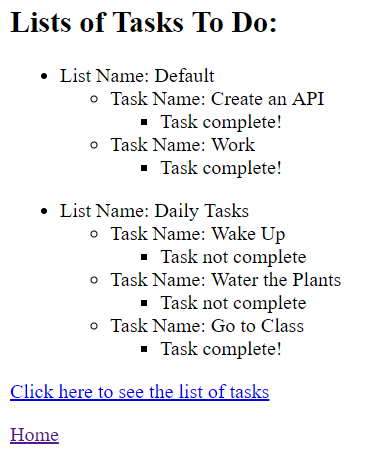 Lists of Tasks To Do:
List Name: Default
Task Name: Create an API
Task complete!
Task Name: Work
Task complete!
List Name: Daily Tasks
Task Name: Wake Up
Task not complete
Task Name: Water the Plants
Task not complete
Task Name: Go to Class
Task complete!
Click here to see the list of tasks
Home